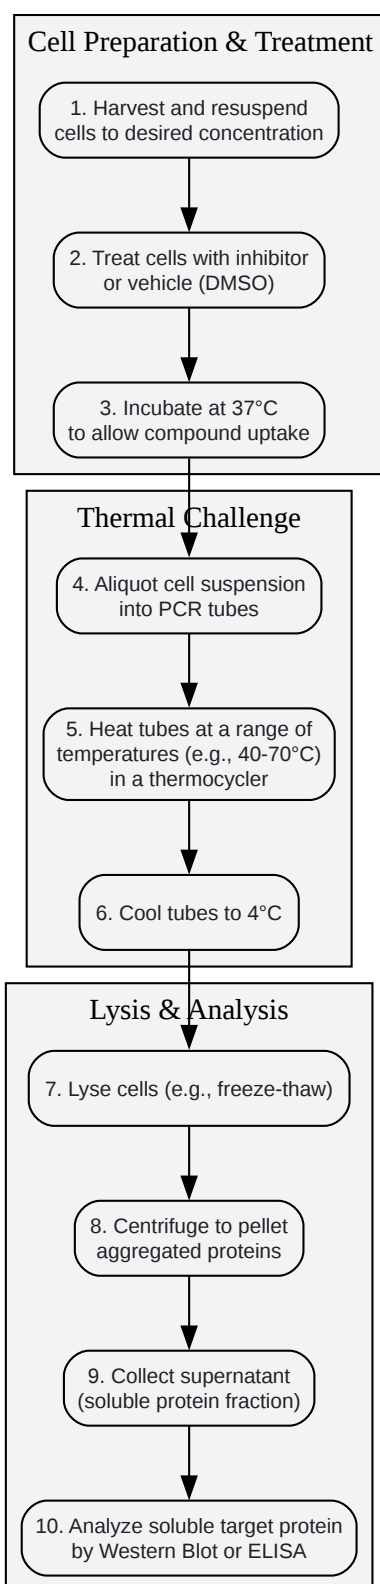 Cell Preparation & Treatment
1. Harvest and resuspend
cells to desired concentration
2. Treat cells with inhibitor
or vehicle (DMSO)
3. Incubate at 37°C
to allow compound uptake
Thermal Challenge
4. Aliquot cell suspension
into PCR tubes
5. Heat tubes at a range of
temperatures (e.g., 40-70°C)
in a thermocycler
6. Cool tubes to 4°C
Lysis & Analysis
7. Lyse cells (e.g., freeze-thaw)
8. Centrifuge to pellet
aggregated proteins
9. Collect supernatant
(soluble protein fraction)
10. Analyze soluble target protein
by Western Blot or ELISA